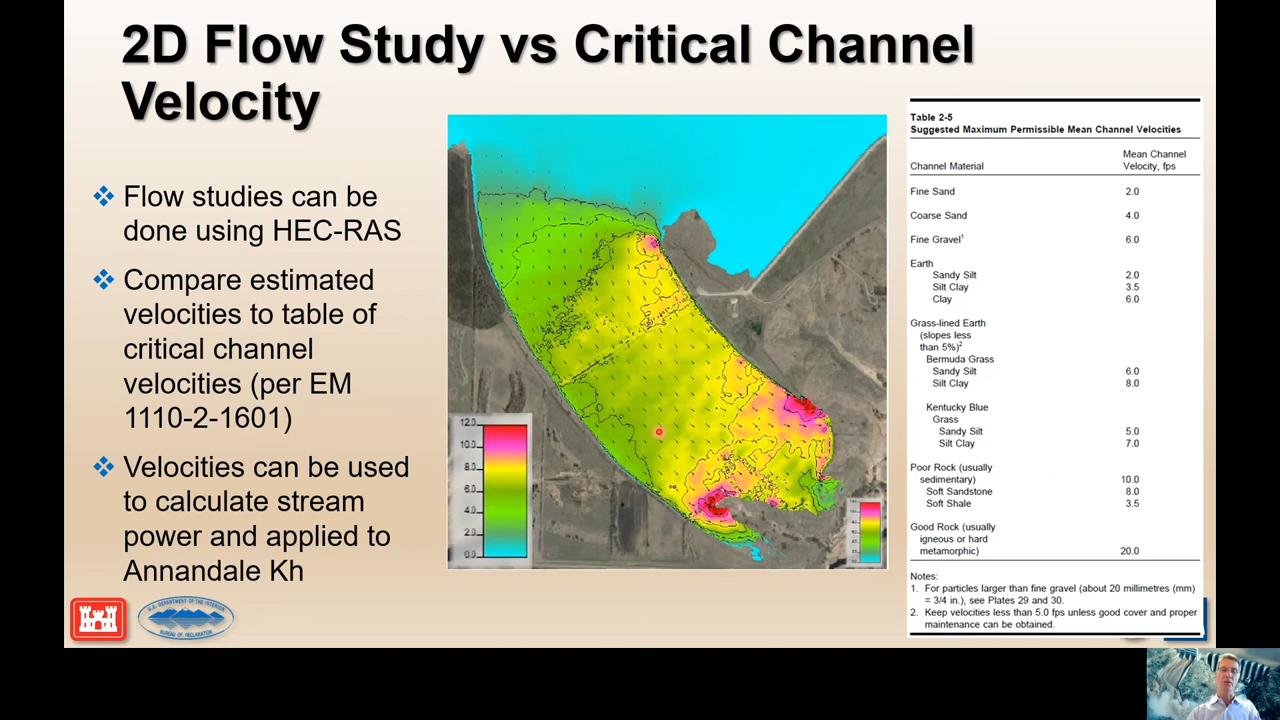 2D Flow Study vs Critical Channel
Velocity
Flow studies can be
done using HEC-RAS
Compare estimated
velocities to table of
critical channel
velocities (per EM
1110-2-1601)
Velocities can be used
to calculate stream
power and applied to
Annandale Kh
12.0
10.0
8.0
6.0
4.0
2.0
0.0
Table 2-5
Suggested Maximum Permissible Mean Channel Velocities
Mean Channel
Channel Material Velocity, fps
Fine Sand 2.0
Coarse Sand 4.0
Fine Gravel1 6.0
Earth
Sandy Silt 2.0
Silt Clay 3.5
Clay 6.0
Grass-lined Earth
(slopes less
than 5%)2
Bermuda Grass
Sandy Silt 6.0
Silt Clay 8.0
Kentucky Blue
Grass
Sandy Silt 5.0
Silt Clay 7.0
Poor Rock (usually
sedimentary) 10.0
Soft Sandstone 8.0
Soft Shale 3.5
Good Rock (usually
igneous or hard
metamorphic) 20.0
Notes:
1. For particles larger than fine gravel (about 20 millimetres (mm)
= 3/4 in.), see Plates 29 and 30.
2. Keep velocities less than 5.0 fps unless good cover and proper
maintenance can be obtained.
U.S. DEPARTMENT OF THE INTERIOR
BUREAU OF RECLAMATION